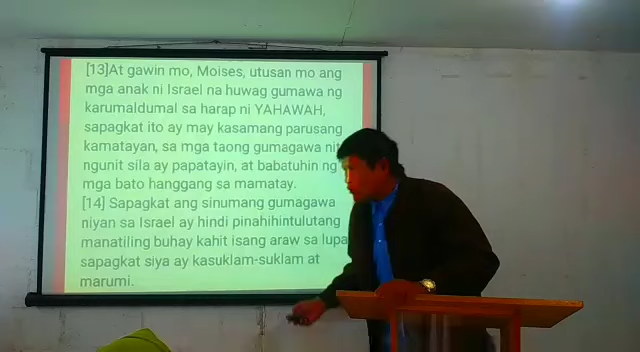 [13]At gawin mo, Moises, utusan mo ang
mga anak ni Israel na huwag gumawa ng
karumaldumal sa harap ni YAHAWAH,
sapagkat ito ay may kasamang parusang
kamatayan, sa mga taong gumagawa nit
ngunit sila ay papatayin, at babatuhin ng
mga bato hanggang sa mamatay.
[14] Sapagkat ang sinumang gumagawa
niyan sa Israel ay hindi pinahihintulutang
manatiling buhay kahit isang araw sa lupa
sapagkat siya ay kasuklam-suklam at
marumi.